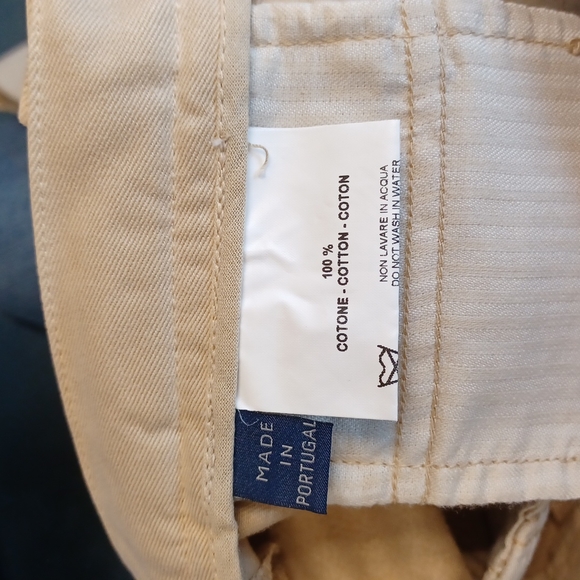 100 %
COTONE - COTTON - COTON
NON LAVARE IN ACQUA
DO NOT WASH IN WATER
MADE
IN
PORTUGAL